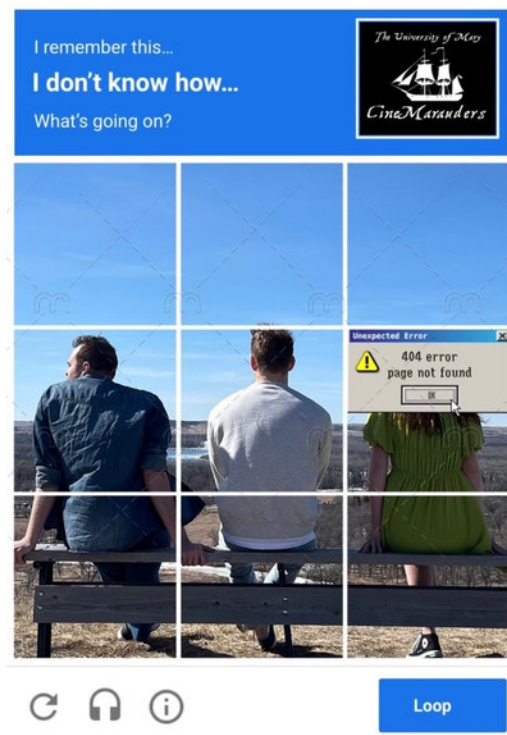 I remember this...
I don't know how...
What's going on?
The University of Mary
CineMarauders
Unexpected Error
404 error
page not found
OK
Loop